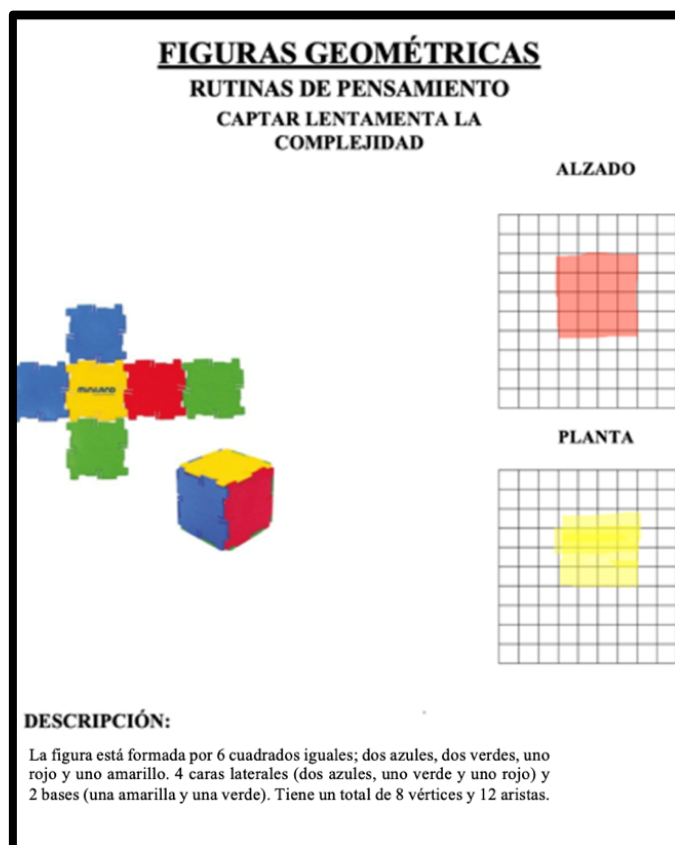 FIGURAS GEOMÉTRICAS
RUTINAS DE PENSAMIENTO
CAPTAR LENTAMENTA LA
COMPLEJIDAD
ALZADO
MINILAND
PLANTA
DESCRIPCIÓN:
La figura está formada por 6 cuadrados iguales; dos azules, dos verdes, uno
rojo y uno amarillo. 4 caras laterales (dos azules, uno verde y uno rojo) y
2 bases (una amarilla y una verde). Tiene un total de 8 vértices y 12 aristas.